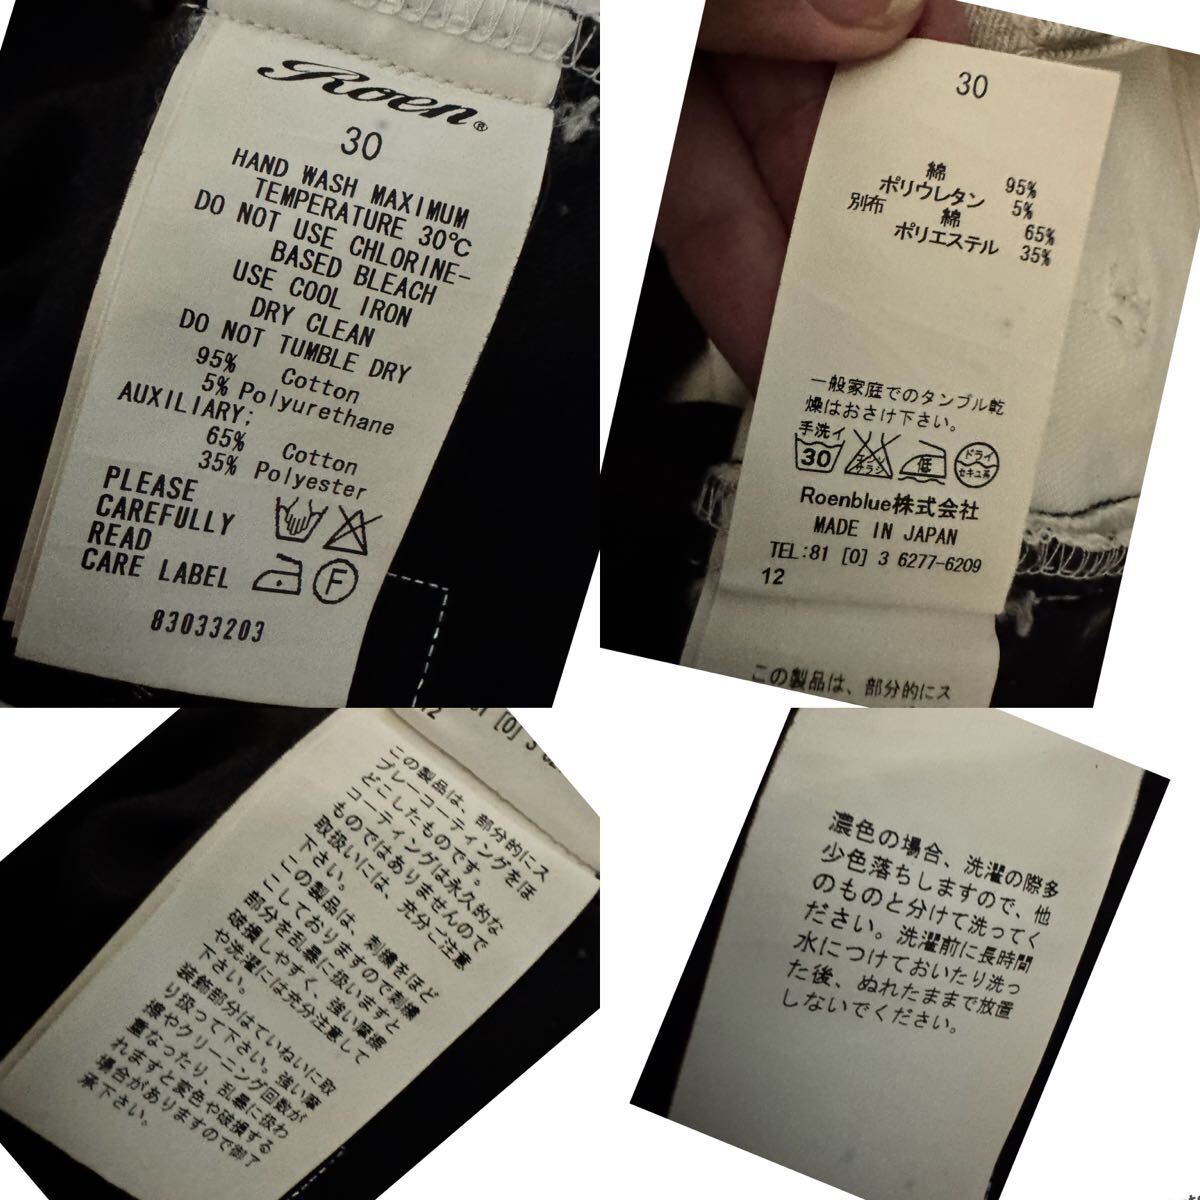 Roen®
30
HAND WASH MAXIMUM
TEMPERATURE 30℃
DO NOT USE CHLORINE-
BASED BLEACH
USE COOL IRON
DRY CLEAN
DO NOT TUMBLE DRY
95% Cotton
5% Polyurethane
AUXILIARY;
65% Cotton
35% Polyester
PLEASE
CAREFULLY
READ
CARE LABEL
F
83033203
30
綿 95%
ポリウレタン 5%
別布 綿 65%
ポリエステル 35%
一般家庭でのタンブル乾
燥はおさけ下さい。
手洗イ
30
エンソ
サラシ
低
ドライ
セキユ系
Roenblue株式会社
MADE IN JAPAN
TEL:81 [0] 3 6277-6209
12
この製品は、部分的にス
12
[0] 3
この製品は、部分的にス
プレーコーティングをほ
どこしたものです。
コーティングは永久的な
ものではありませんので
取扱いには、充分ご注意
下さい。
この製品は、刺繍をほど
こしておりますので刺繍
部分を乱暴に扱いますと
破損しやすく、強い摩擦
や洗濯には充分注意して
下さい。
装飾部分はていねいに取
り扱って下さい。強い摩
擦やクリーニング回数が
重なったり、乱暴に扱わ
れますと変色や破損する
場合がありますので御了
承下さい。
濃色の場合、洗濯の際多
少色落ちしますので、他
のものと分けて洗ってく
ださい。洗濯前に長時間
水につけておいたり洗っ
た後、ぬれたままで放置
しないでください。